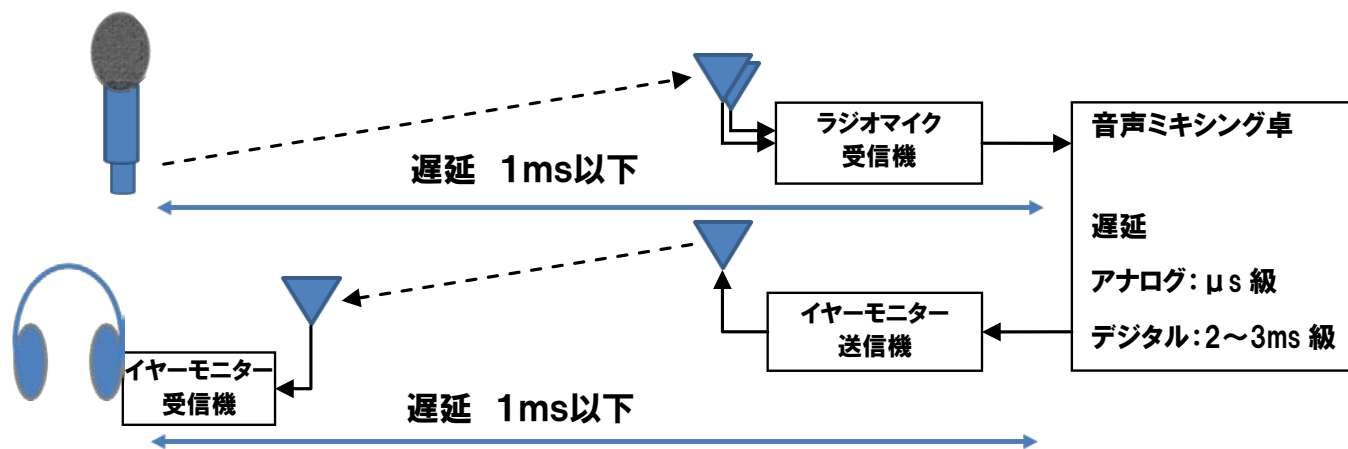 ラジオマイク
受信機
遅延 1ms以下
音声ミキシング卓
遅延
アナログ：μs 級
デジタル：2～3ms 級
イヤーモニター
送信機
イヤーモニター
受信機
遅延 1ms以下